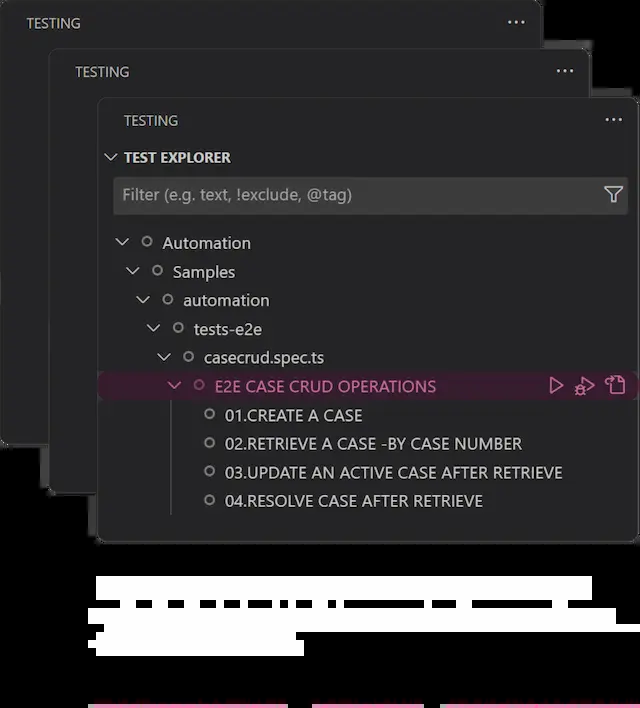 TESTING
TESTING
TESTING
TEST EXPLORER
Filter (e.g. text, !exclude, @tag)
Automation
Samples
automation
tests-e2e
casecrud.spec.ts
E2E CASE CRUD OPERATIONS
01.CREATE A CASE
02.RETRIEVE A CASE -BY CASE NUMBER
03.UPDATE AN ACTIVE CASE AFTER RETRIEVE
04.RESOLVE CASE AFTER RETRIEVE